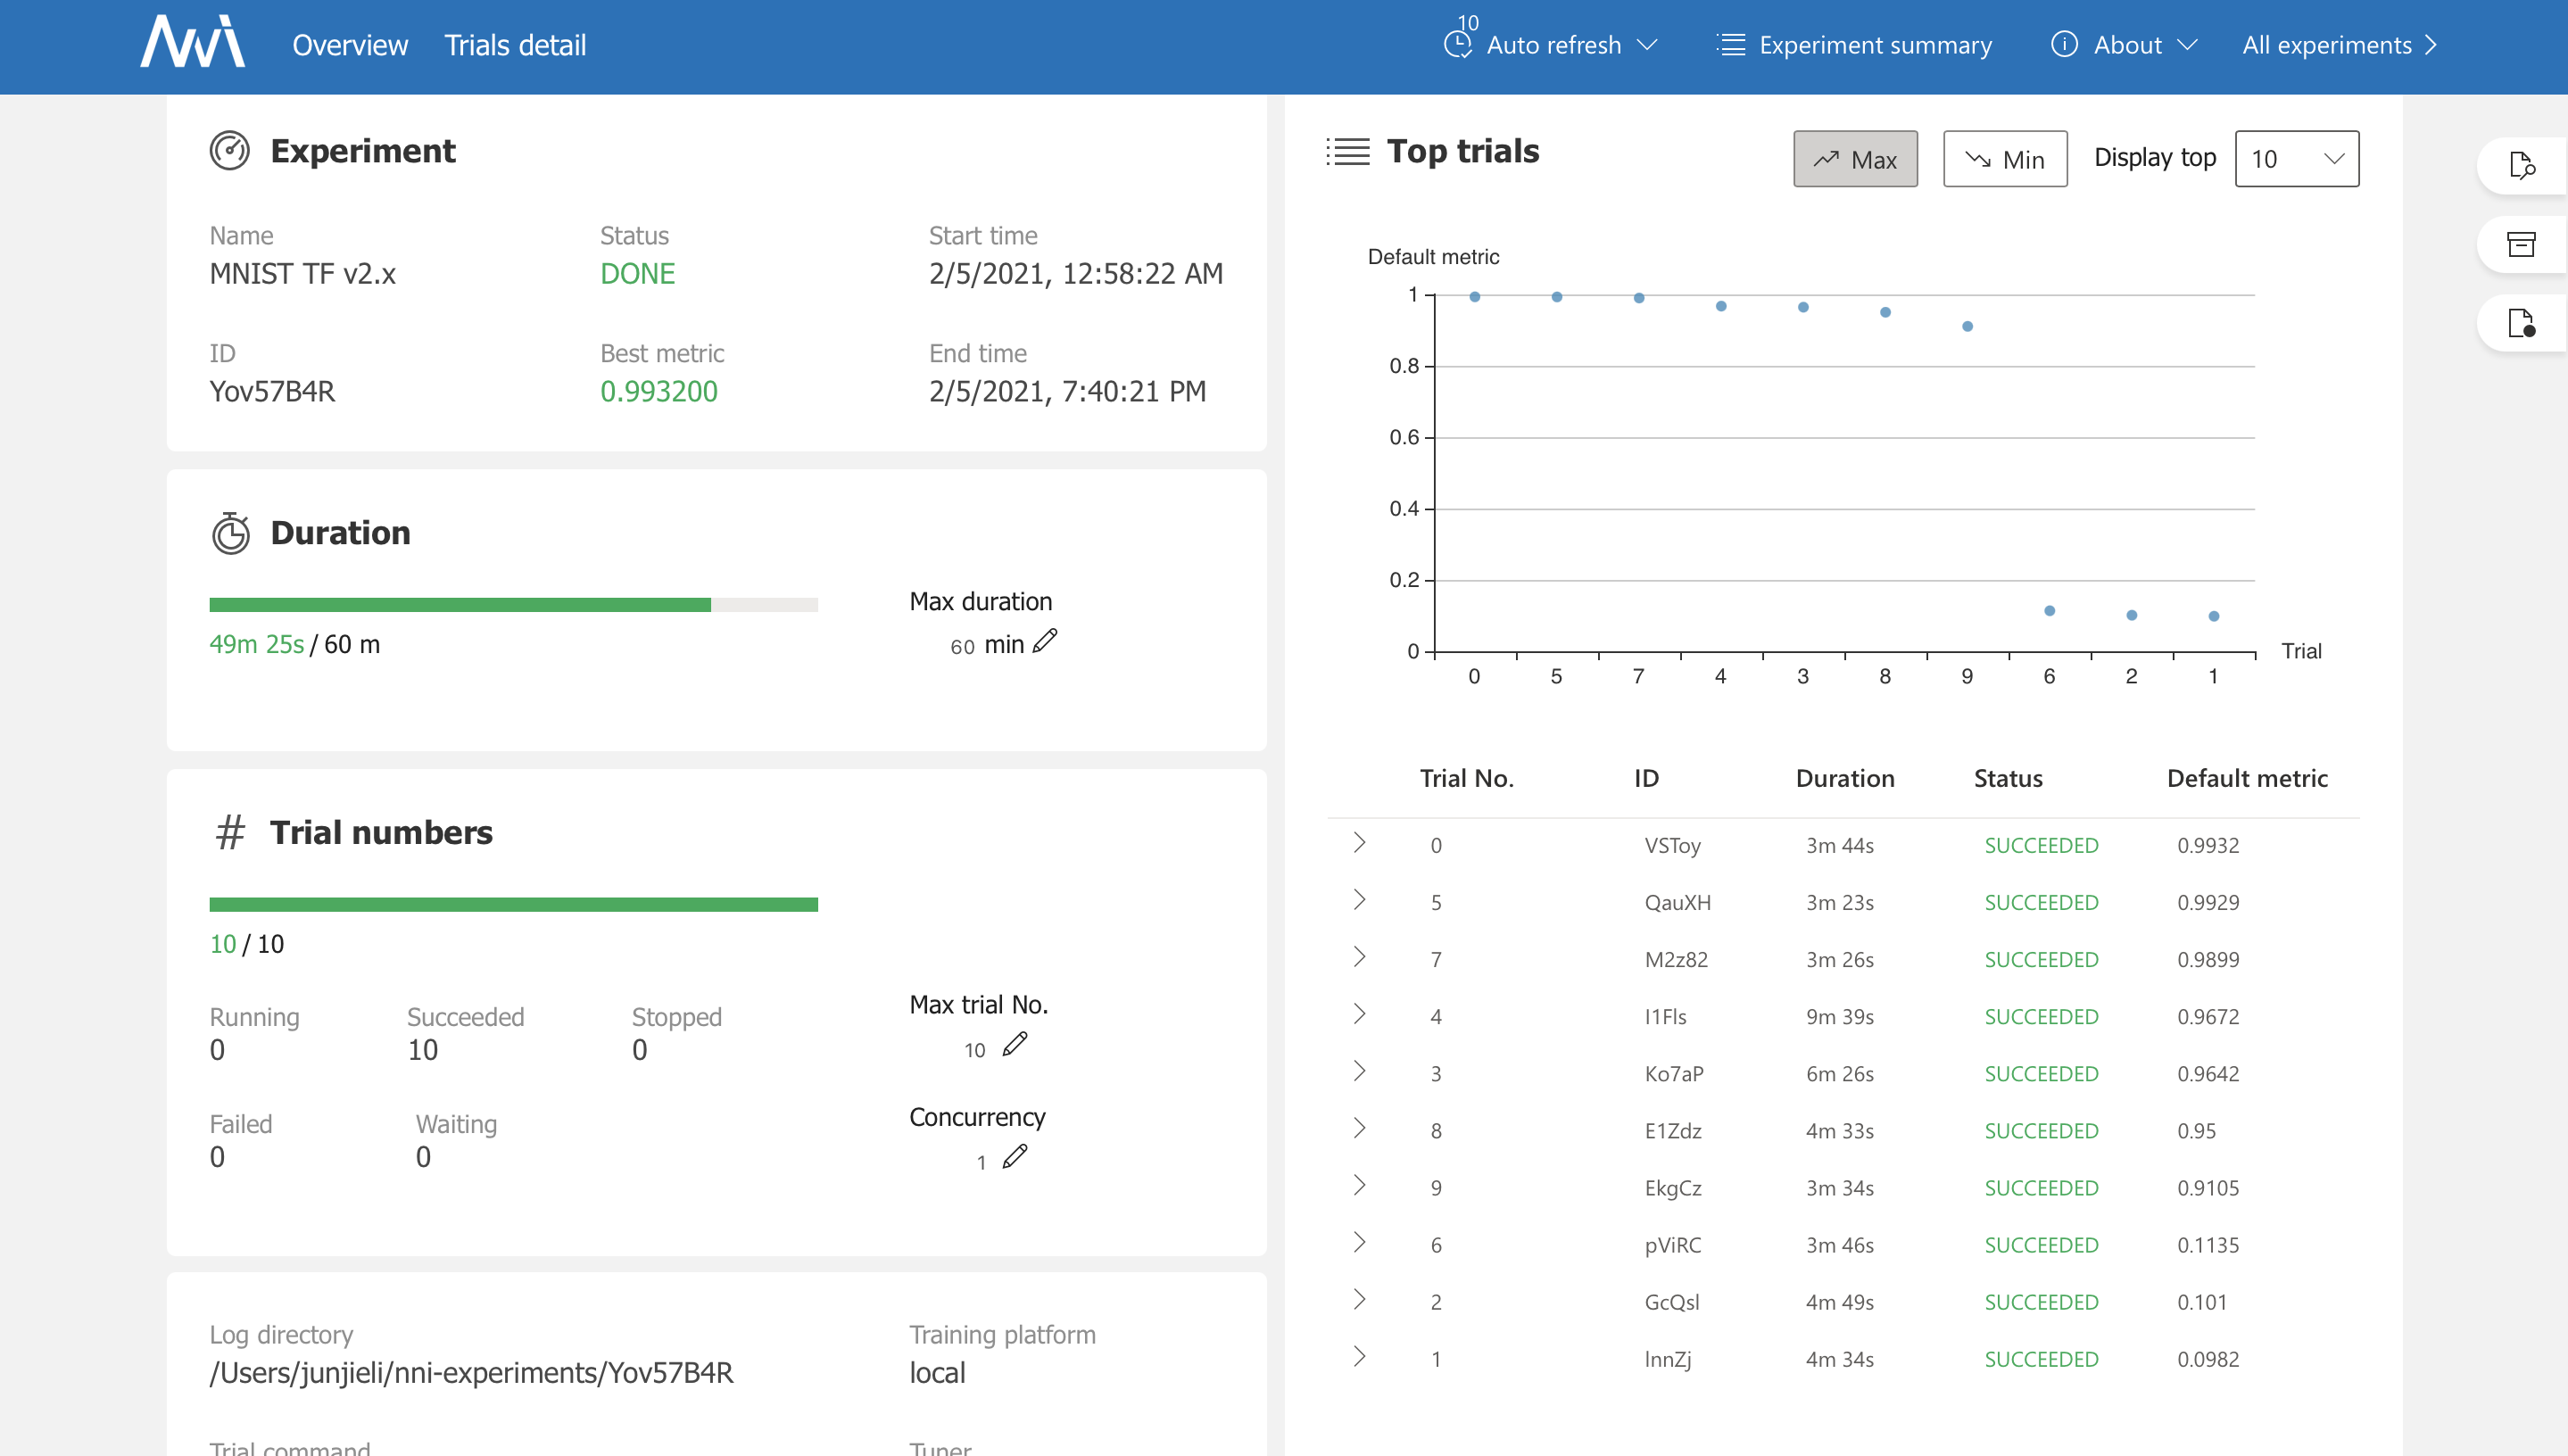 NNI Overview Trials detail 10 Auto refresh Experiment summary About All experiments
Experiment
Name Status Start time
MNIST TF v2.x DONE 2/5/2021, 12:58:22 AM
ID Best metric End time
Yov57B4R 0.993200 2/5/2021, 7:40:21 PM
Duration
Max duration
49m 25s / 60 m 60 min
# Trial numbers
10 / 10
Max trial No.
Running Succeeded Stopped
0 10 0 10
Failed Waiting Concurrency
0 0 1
Log directory Training platform
/Users/junjieli/nni-experiments/Yov57B4R local
Trial command Tuner
Top trials Max Min Display top 10
Default metric
1
0.8
0.6
0.4
0.2
0 Trial
0 5 7 4 3 8 9 6 2 1
Trial No. ID Duration Status Default metric
0 VSToy 3m 44s SUCCEEDED 0.9932
5 QauXH 3m 23s SUCCEEDED 0.9929
7 M2z82 3m 26s SUCCEEDED 0.9899
4 I1Fls 9m 39s SUCCEEDED 0.9672
3 Ko7aP 6m 26s SUCCEEDED 0.9642
8 E1Zdz 4m 33s SUCCEEDED 0.95
9 EkgCz 3m 34s SUCCEEDED 0.9105
6 pViRC 3m 46s SUCCEEDED 0.1135
2 GcQsl 4m 49s SUCCEEDED 0.101
1 lnnZj 4m 34s SUCCEEDED 0.0982